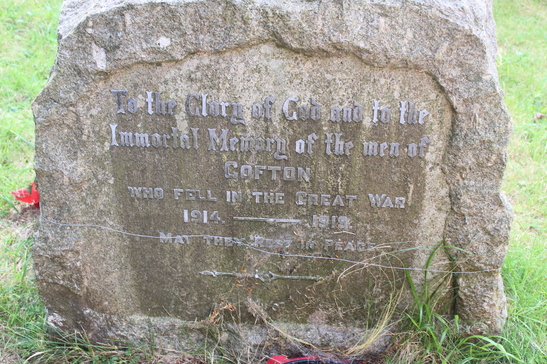 To the Glory of God and to the
Immortal Memory of the men of
COFTON
WHO FELL IN THE GREAT WAR
1914 1919.
MAY THEY REST IN PEACE